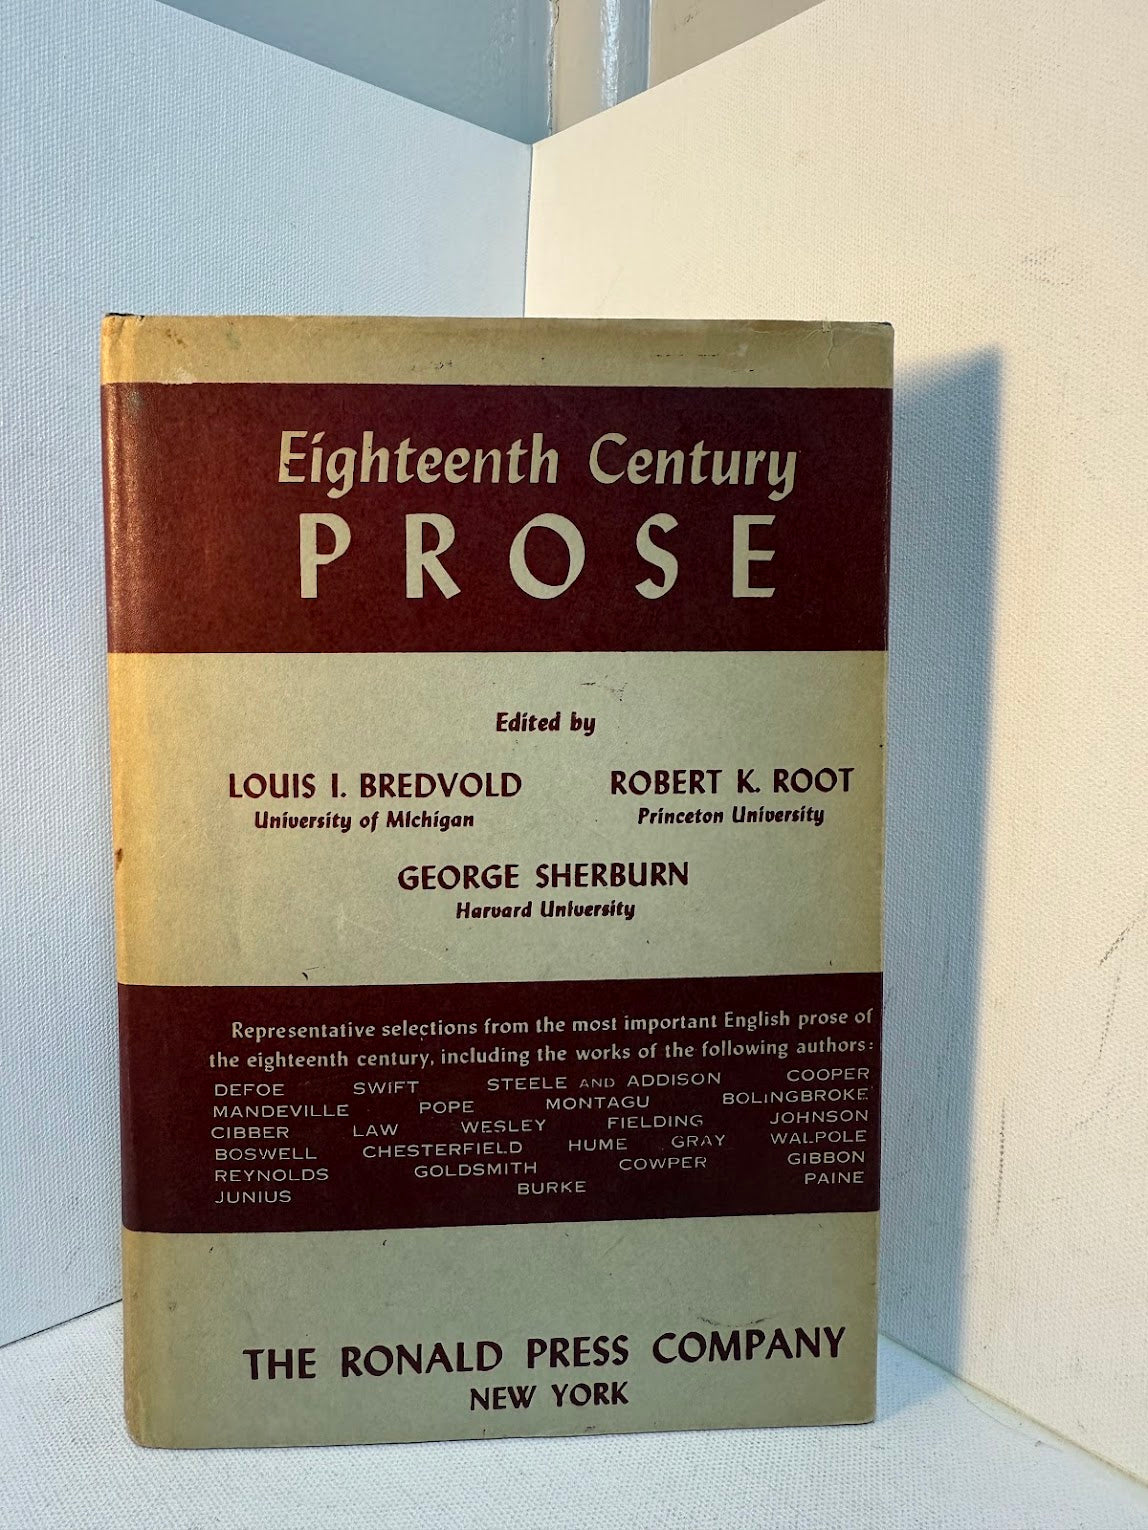 Eighteenth Century
PROSE
Edited by
LOUIS I. BREDVOLD ROBERT K. ROOT
University of Michigan Princeton University
GEORGE SHERBURN
Harvard University
Representative selections from the most important English prose of
the eighteenth century, including the works of the following authors:
DEFOE SWIFT STEELE AND ADDISON COOPER
MANDEVILLE POPE MONTAGU BOLINGBROKE
CIBBER LAW WESLEY FIELDING JOHNSON
BOSWELL CHESTERFIELD HUME GRAY WALPOLE
REYNOLDS GOLDSMITH COWPER GIBBON
JUNIUS BURKE PAINE
THE RONALD PRESS COMPANY
NEW YORK